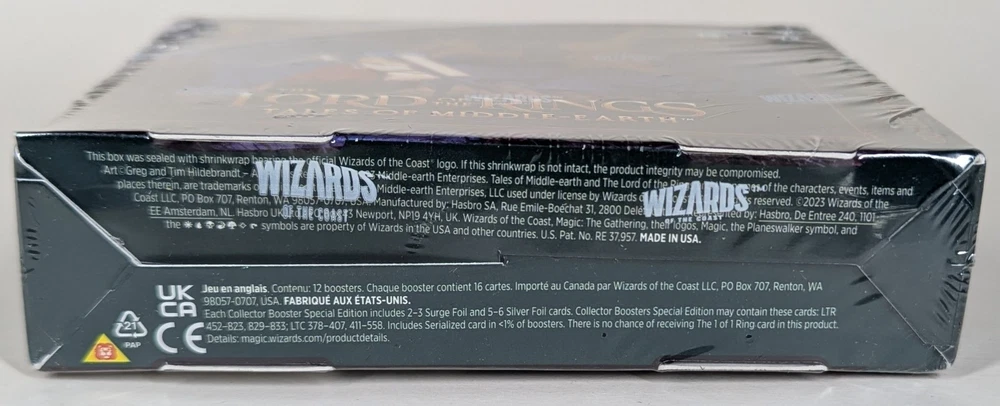 THE
LORD OF THE RINGS
TALES OF MIDDLE-EARTH™
This box was sealed with shrinkwrap bearing the official Wizards of the Coast® logo. If this shrinkwrap is not intact, the product integrity may be compromised.
Art Greg and Tim Hildebrandt - Middle-earth Enterprises. Tales of Middle-earth and The Lord of the of the characters, events, items and
places therein, are trademarks Middle-earth Enterprises, LLC used under license by Wizards reserved. ©2023 Wizards of the
Coast LLC, PO Box 707, Renton, WA 98057-0707, USA. Manufactured by: Hasbro SA, Rue Emile-Boéchat 31, 2800 by: Hasbro, De Entree 240, 1101
EE Amsterdam, NL. Hasbro UK Newport, NP19 4YH, UK. Wizards of the Coast, Magic: The Gathering, their logos, Magic, the Planeswalker symbol, and
the symbols are property of Wizards in the USA and other countries. U.S. Pat. No. RE 37,957. MADE IN USA.
WIZARDS
OF THE COAST
WIZARDS™
OF THE COAST
UK
CA
CE
21
PAP
Jeu en anglais. Contenu: 12 boosters. Chaque booster contient 16 cartes. Importé au Canada par Wizards of the Coast LLC, PO Box 707, Renton, WA
98057-0707, USA. FABRIQUÉ AUX ÉTATS-UNIS.
Each Collector Booster Special Edition includes 2–3 Surge Foil and 5-6 Silver Foil cards. Collector Boosters Special Edition may contain these cards: LTR
452–823, 829–833; LTC 378-407, 411–558. Includes Serialized card in <1% of boosters. There is no chance of receiving The 1 of 1 Ring card in this product.
Details: magic.wizards.com/productdetails.